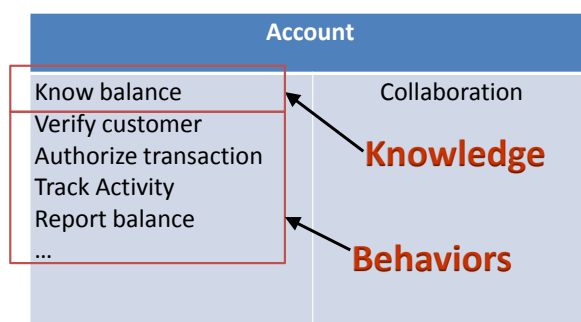 Account
Know balance
Collaboration
Verify customer
Authorize transaction
Knowledge
Track Activity
Report balance
...
Behaviors